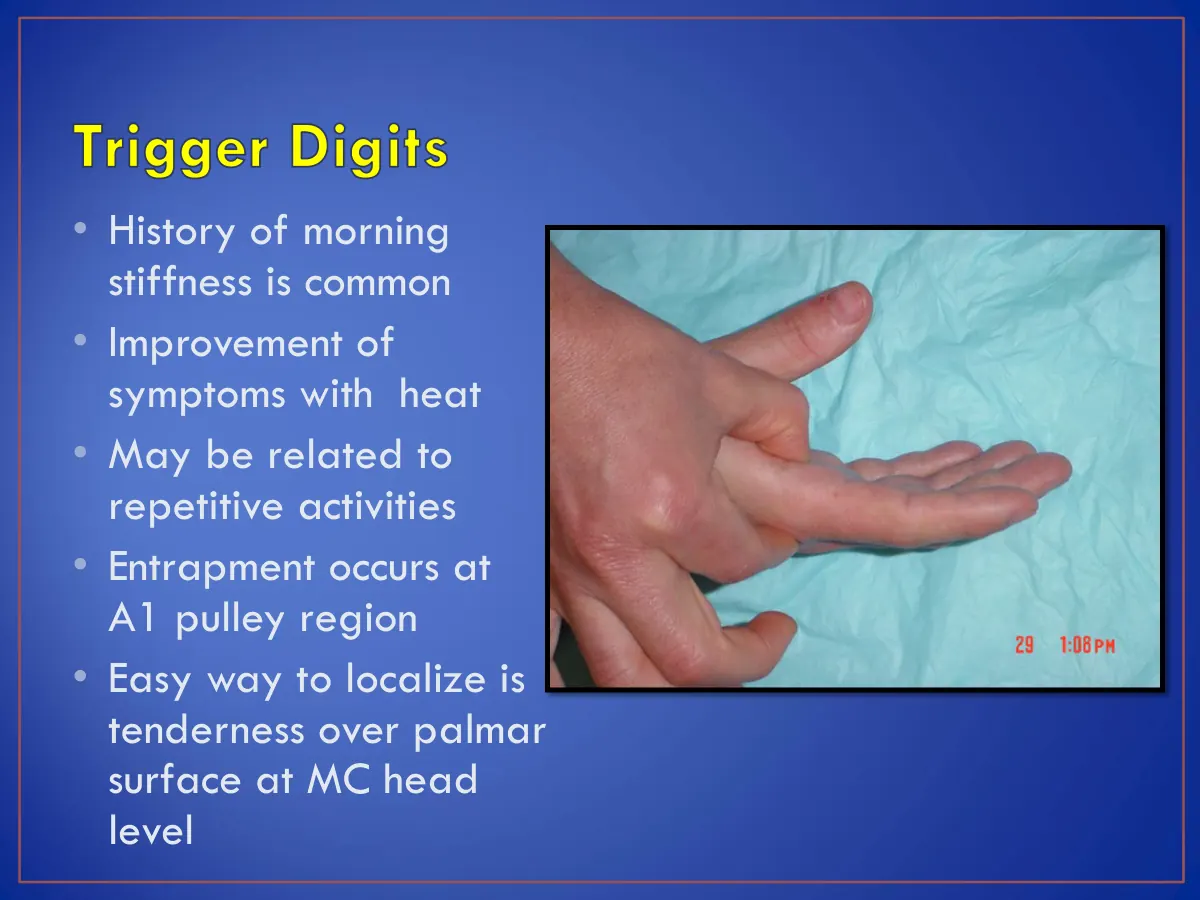 Trigger Digits
• History of morning
stiffness is common
• Improvement of
symptoms with  heat
• May be related to
repetitive activities
• Entrapment occurs at
A1 pulley region
• Easy way to localize is
tenderness over palmar
surface at MC head
level
29 1:08PM